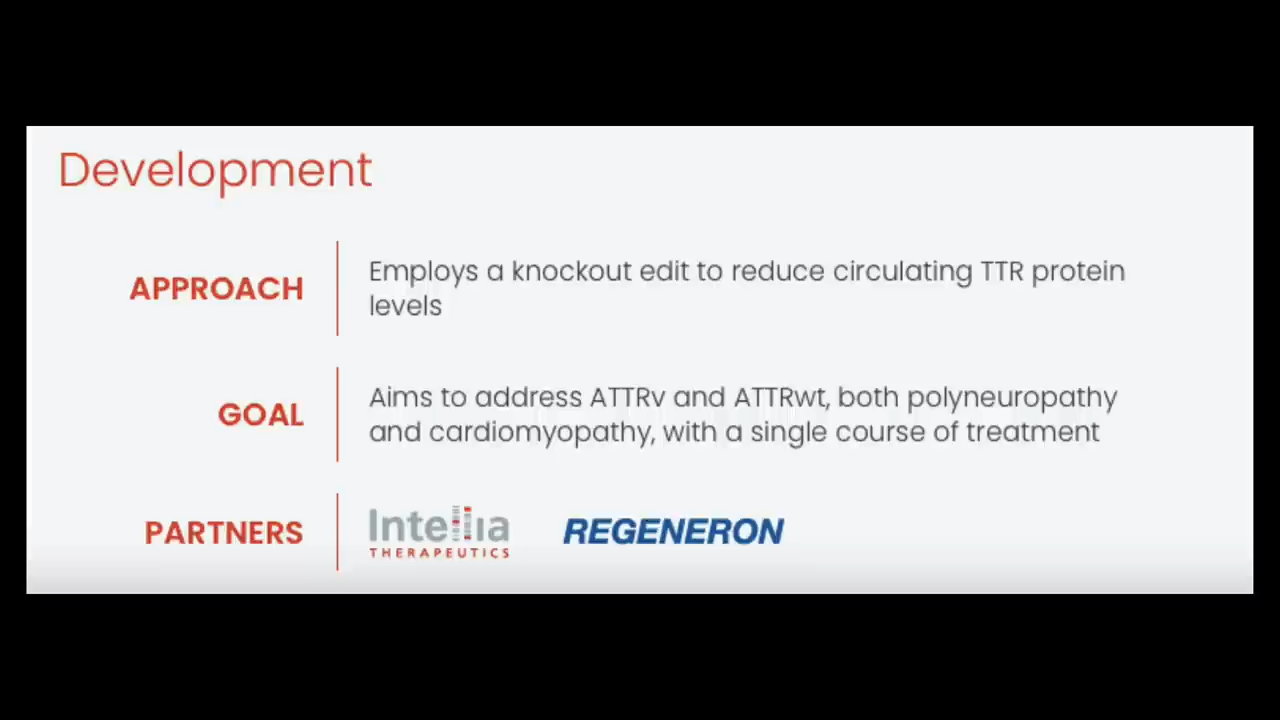 Development
APPROACH
Employs a knockout edit to reduce circulating TTR protein
levels
GOAL
Aims to address ATTRv and ATTRwt, both polyneuropathy
and cardiomyopathy, with a single course of treatment
PARTNERS
Intellia
THERAPEUTICS
REGENERON